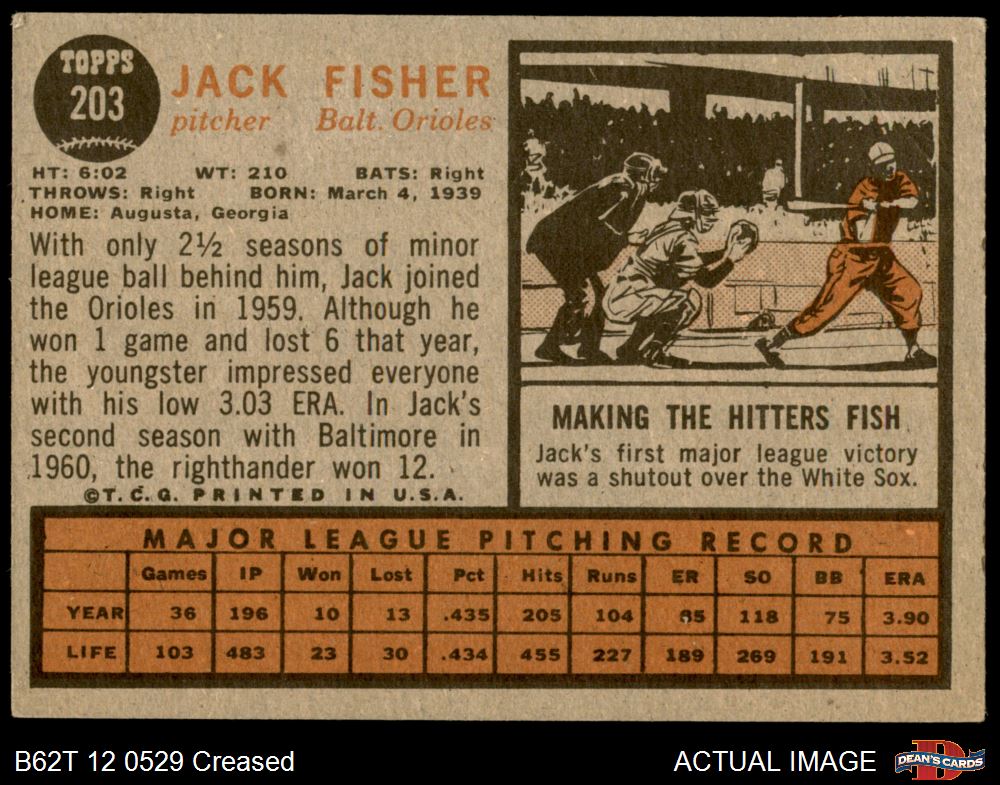 TOPPS
203
JACK FISHER
pitcher Balt. Orioles
HT: 6:02 WT: 210 BATS: Right
THROWS: Right BORN: March 4, 1939
HOME: Augusta, Georgia
With only 2½ seasons of minor
league ball behind him, Jack joined
the Orioles in 1959. Although he
won 1 game and lost 6 that year,
the youngster impressed everyone
with his low 3.03 ERA. In Jack's
second season with Baltimore in
1960, the righthander won 12.
©T.C.G. PRINTED IN U.S.A.
MAKING THE HITTERS FISH
Jack's first major league victory
was a shutout over the White Sox.
MAJOR LEAGUE PITCHING RECORD
Games IP Won Lost Pct Hits Runs ER SO BB ERA
YEAR 36 196 10 13 .435 205 104 85 118 75 3.90
LIFE 103 483 23 30 .434 455 227 189 269 191 3.52
B62T 12 0529 Creased ACTUAL IMAGE D DEAN'S CARDS